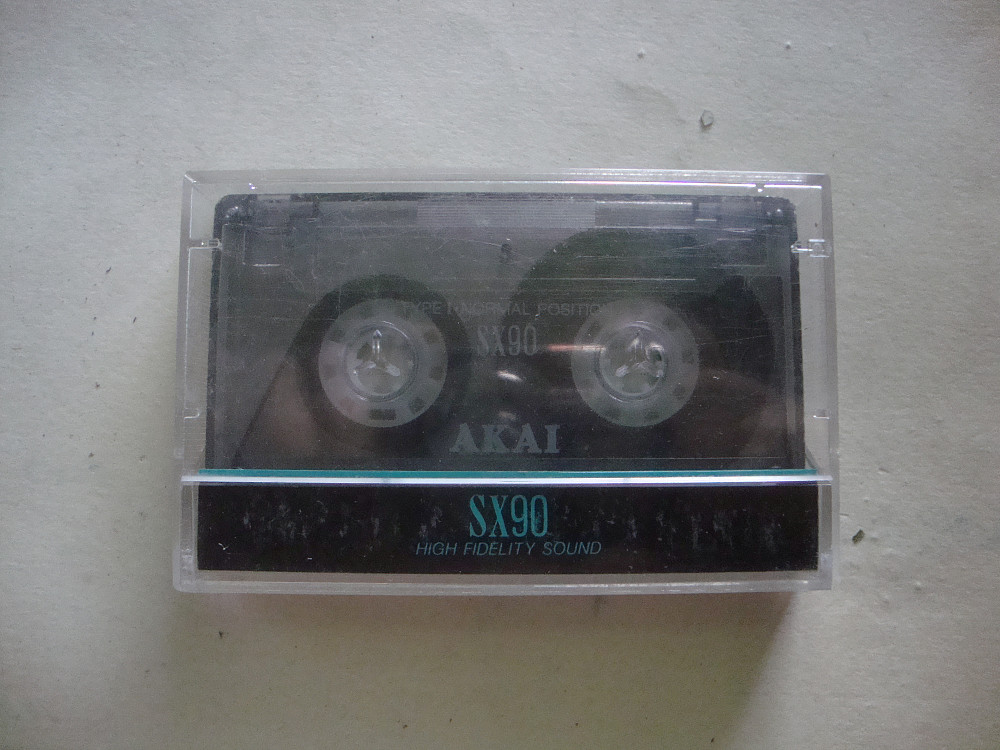 TYPE I·NORMAL POSITION
SX90
AKAI
SX90
HIGH FIDELITY SOUND